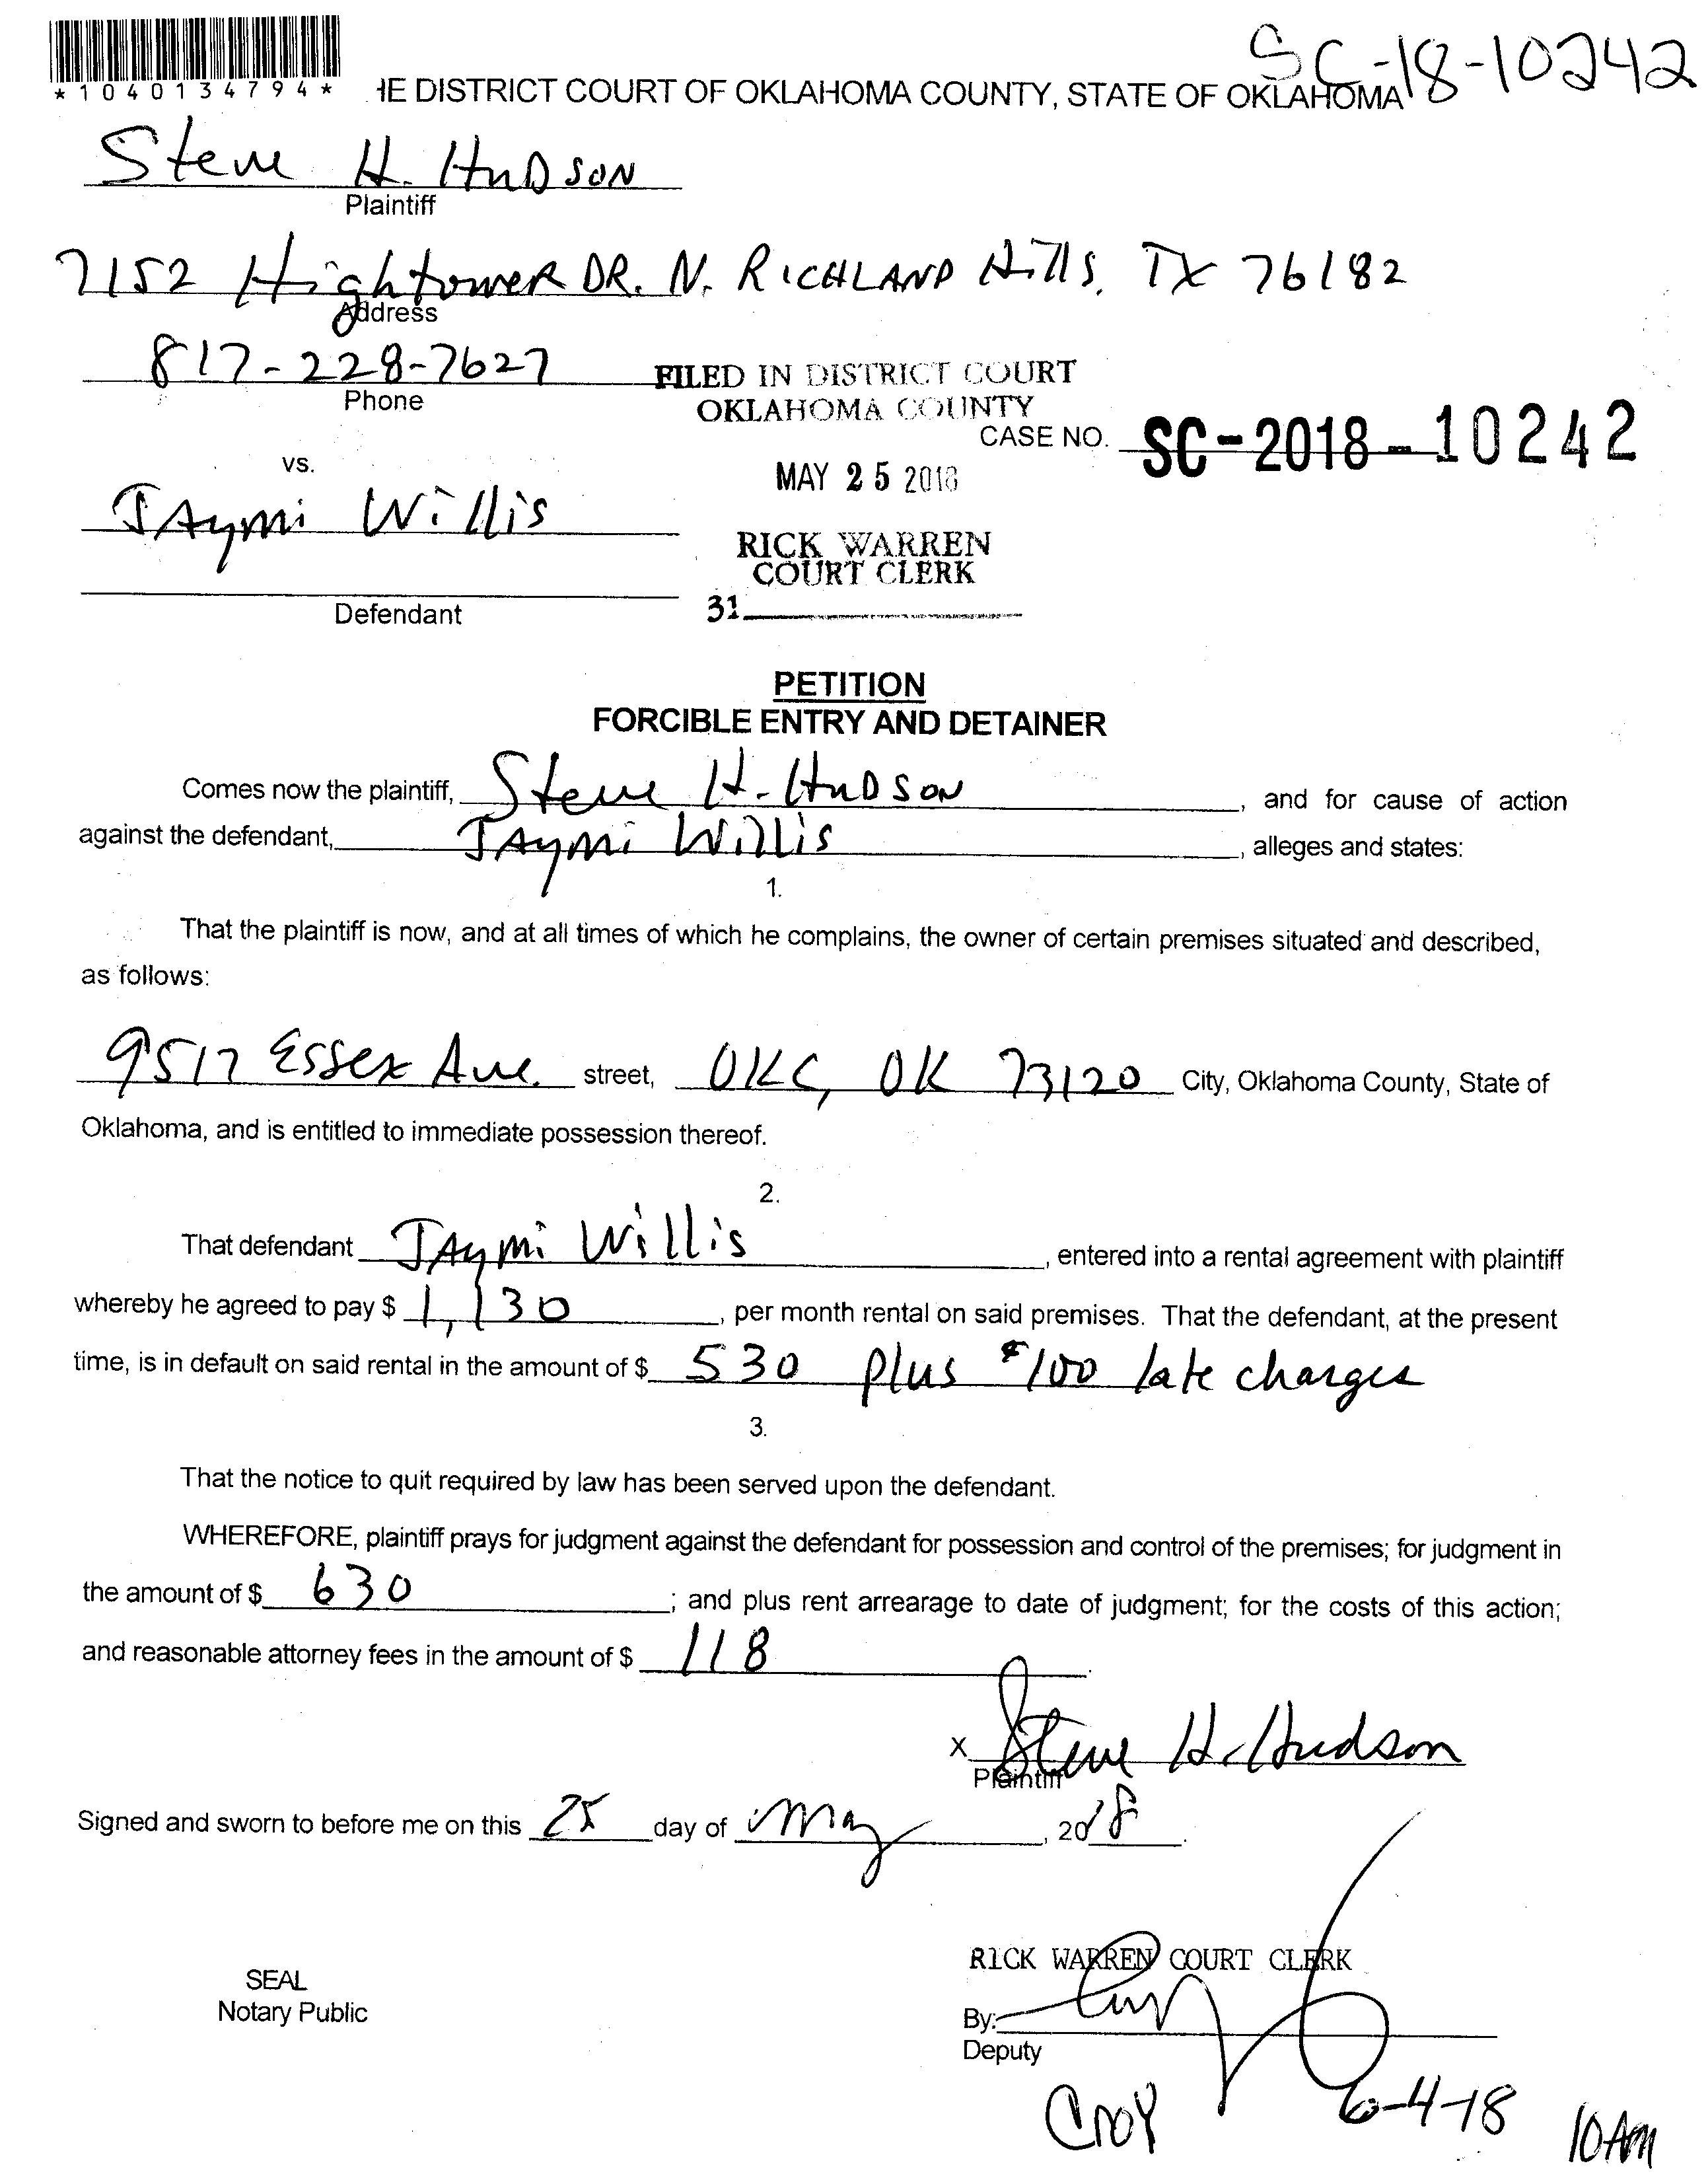 SC-18-10242
*1040134794*
HE DISTRICT COURT OF OKLAHOMA COUNTY, STATE OF OKLAHOMA
Steve H. Hudson
Plaintiff
7152 Hightower DR. N. Richland Hills, TX 76182
Address
817-228-7627
Phone
FILED IN DISTRICT COURT
OKLAHOMA COUNTY
CASE NO. SC-2018-10242
vs.
MAY 25 2018
Jaymi Willis
RICK WARREN
COURT CLERK
31
Defendant
PETITION
FORCIBLE ENTRY AND DETAINER
Comes now the plaintiff, Steve H. Hudson, and for cause of action
against the defendant, Jaymi Willis, alleges and states:
1.
That the plaintiff is now, and at all times of which he complains, the owner of certain premises situated and described,
as follows:
9517 Essex Ave. street, OKC, OK 73120 City, Oklahoma County, State of
Oklahoma, and is entitled to immediate possession thereof.
2.
That defendant Jaymi Willis, entered into a rental agreement with plaintiff
whereby he agreed to pay $ 1,130, per month rental on said premises. That the defendant, at the present
time, is in default on said rental in the amount of $ 530 plus $100 late charges
3.
That the notice to quit required by law has been served upon the defendant.
WHEREFORE, plaintiff prays for judgment against the defendant for possession and control of the premises; for judgment in
the amount of $ 630; and plus rent arrearage to date of judgment; for the costs of this action;
and reasonable attorney fees in the amount of $ 118.
X Steve H. Hudson
Plaintiff
Signed and sworn to before me on this 25 day of May, 2018.
RICK WARREN COURT CLERK
SEAL
Notary Public
By:
Deputy
Croy 6-4-18 10AM